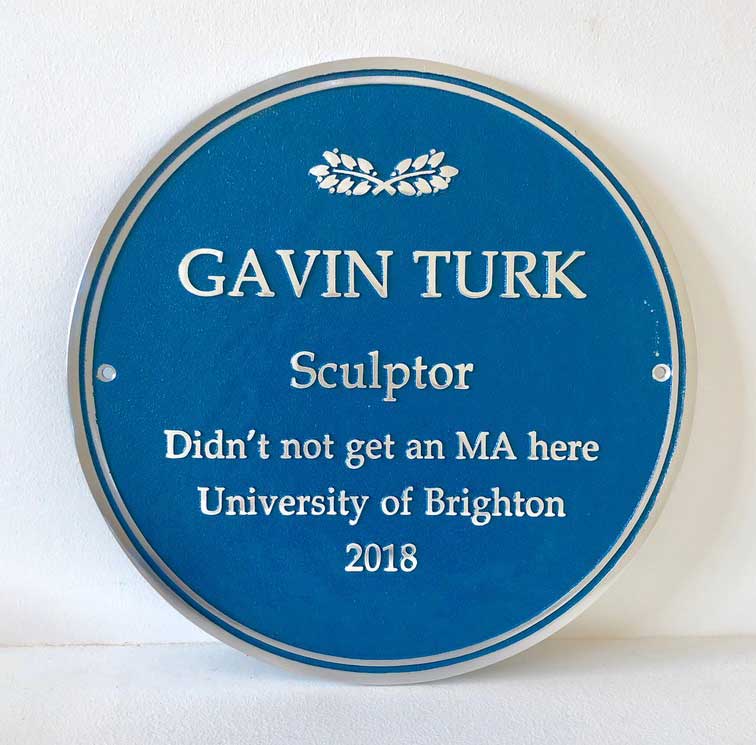 GAVIN TURK
Sculptor
Didn't not get an MA here
University of Brighton
2018